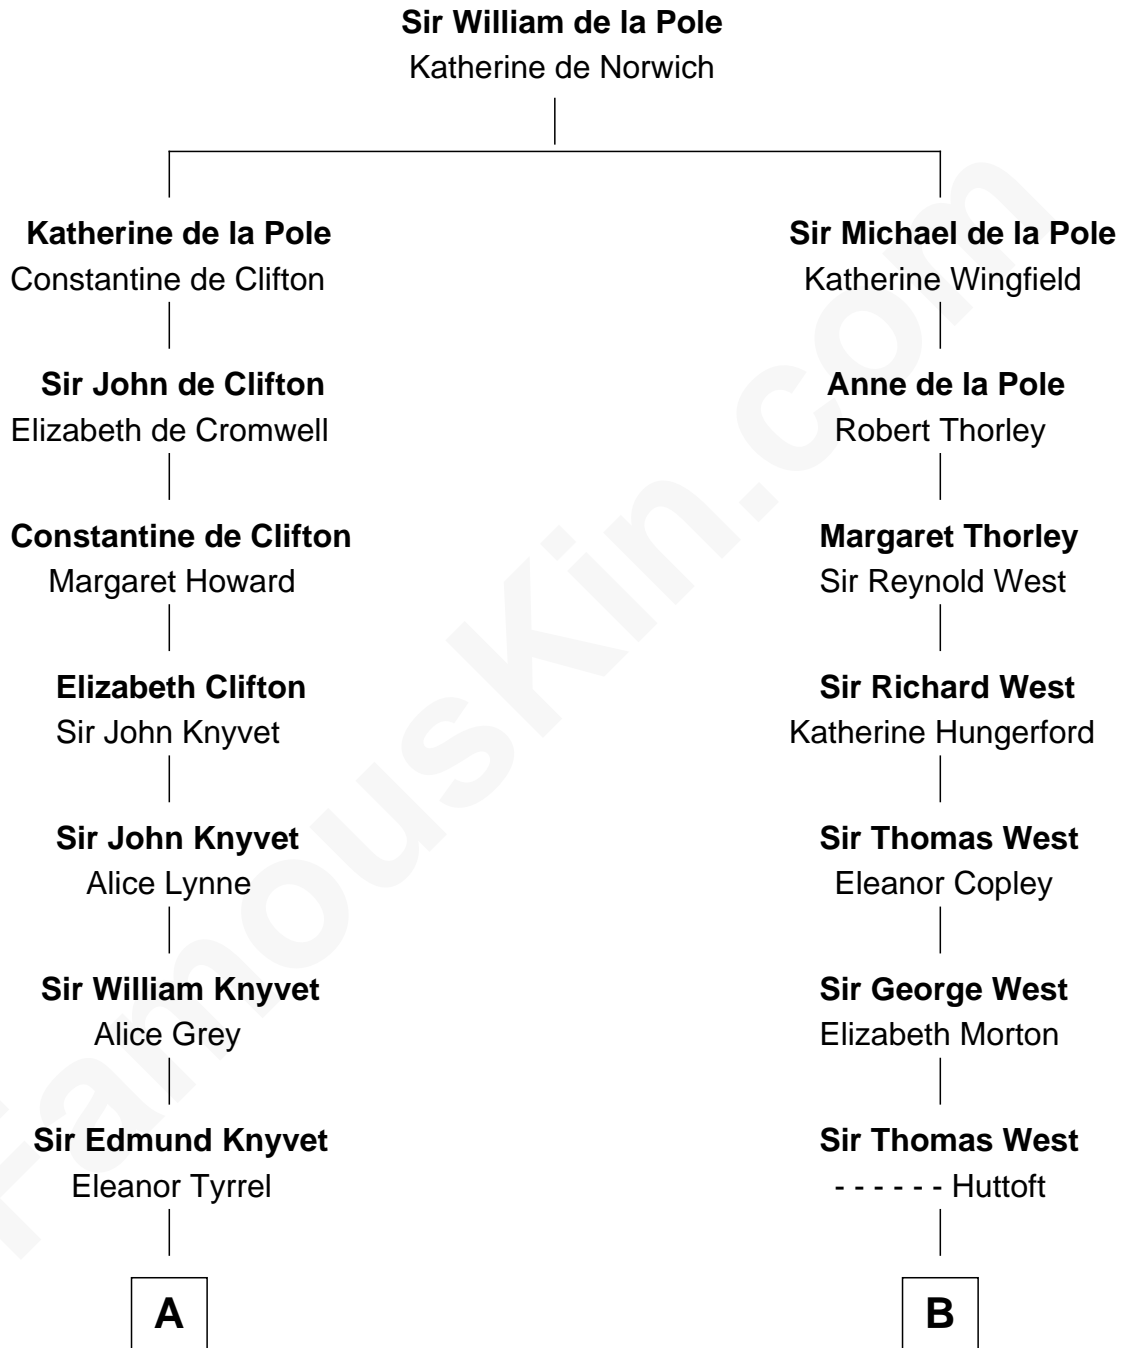 Sir William de la Pole
Katherine de Norwich
Katherine de la Pole
Constantine de Clifton
Sir Michael de la Pole
Katherine Wingfield
Sir John de Clifton
Elizabeth de Cromwell
Anne de la Pole
Robert Thorley
Constantine de Clifton
Margaret Howard
Margaret Thorley
Sir Reynold West
Elizabeth Clifton
Sir John Knyvet
Sir Richard West
Katherine Hungerford
Sir John Knyvet
Alice Lynne
Sir Thomas West
Eleanor Copley
Sir William Knyvet
Alice Grey
Sir George West
Elizabeth Morton
Sir Edmund Knyvet
Eleanor Tyrrel
Sir Thomas West
- - - - - - Huttoft
A
B
FamousKin.com